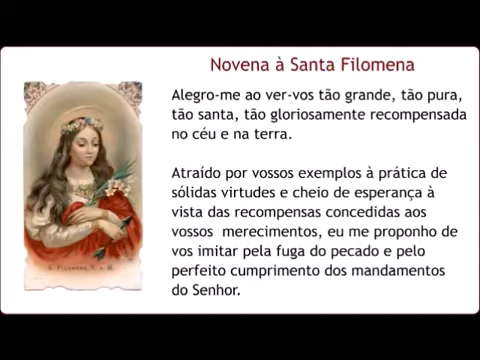 Novena à Santa Filomena
Alegro-me ao ver-vos tão grande, tão pura,
tão santa, tão gloriosamente recompensada
no céu e na terra.
Atraído por vossos exemplos à prática de
sólidas virtudes e cheio de esperança à
vista das recompensas concedidas aos
vossos merecimentos, eu me proponho de
vos imitar pela fuga do pecado e pelo
perfeito cumprimento dos mandamentos
do Senhor.
S. Filomena, V. e M.